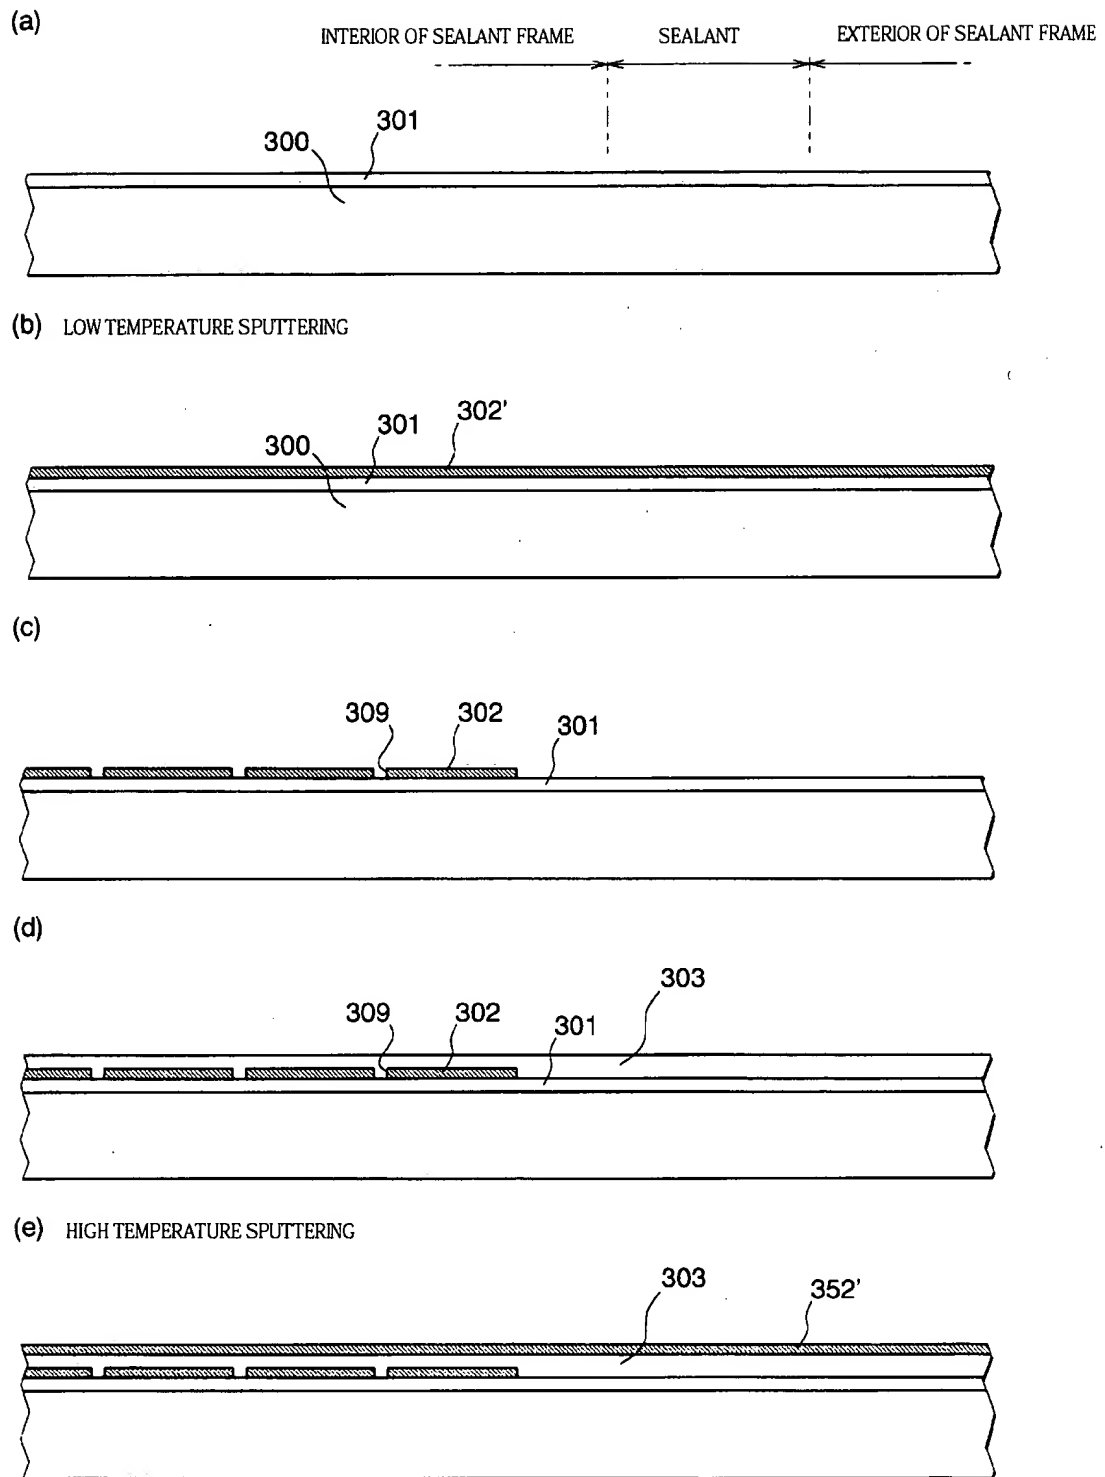 (a)
INTERIOR OF SEALANT FRAME SEALANT EXTERIOR OF SEALANT FRAME
301
300
(b) LOW TEMPERATURE SPUTTERING
302'
301
300
(c)
309 302 301
(d)
303
309 302 301
(e) HIGH TEMPERATURE SPUTTERING
303 352'